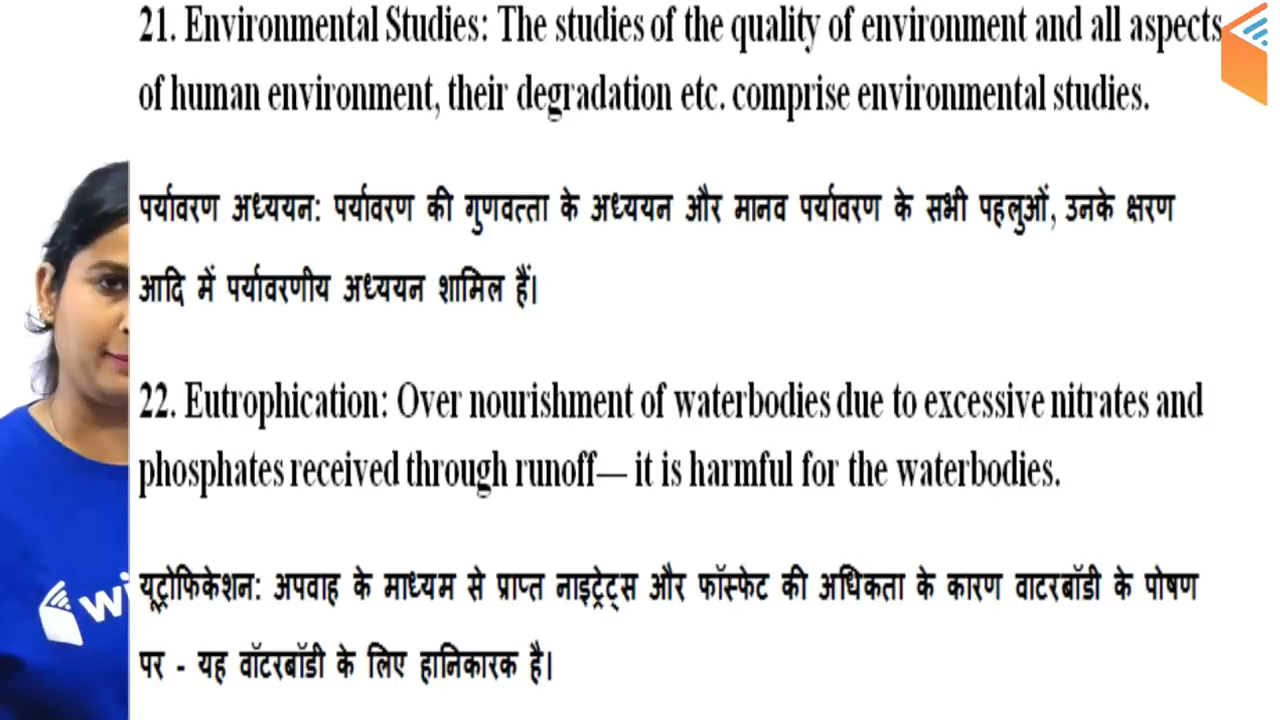 21. Environmental Studies: The studies of the quality of environment and all aspects
of human environment, their degradation etc. comprise environmental studies.
पर्यावरण अध्ययन: पर्यावरण की गुणवत्ता के अध्ययन और मानव पर्यावरण के सभी पहलुओं, उनके क्षरण
आदि में पर्यावरणीय अध्ययन शामिल हैं।
22. Eutrophication: Over nourishment of waterbodies due to excessive nitrates and
phosphates received through runoff— it is harmful for the waterbodies.
यूट्रोफिकेशन: अपवाह के माध्यम से प्राप्त नाइट्रेट्स और फॉस्फेट की अधिकता के कारण वाटरबॉडी के पोषण
पर - यह वॉटरबॉडी के लिए हानिकारक है।
wi